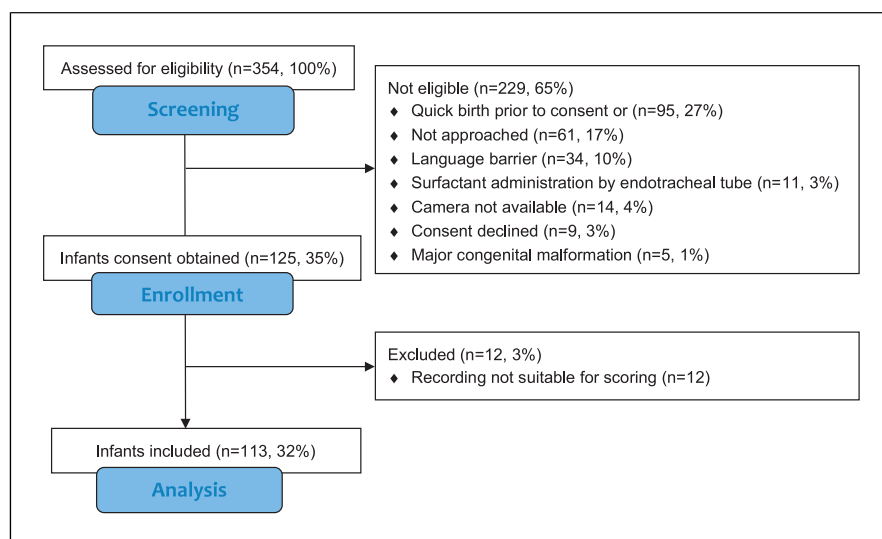 Assessed for eligibility (n=354, 100%)
Screening
Not eligible (n=229, 65%)
♦ Quick birth prior to consent or (n=95, 27%)
♦ Not approached (n=61, 17%)
♦ Language barrier (n=34, 10%)
♦ Surfactant administration by endotracheal tube (n=11, 3%)
♦ Camera not available (n=14, 4%)
♦ Consent declined (n=9, 3%)
♦ Major congenital malformation (n=5, 1%)
Infants consent obtained (n=125, 35%)
Enrollment
Excluded (n=12, 3%)
♦ Recording not suitable for scoring (n=12)
Infants included (n=113, 32%)
Analysis